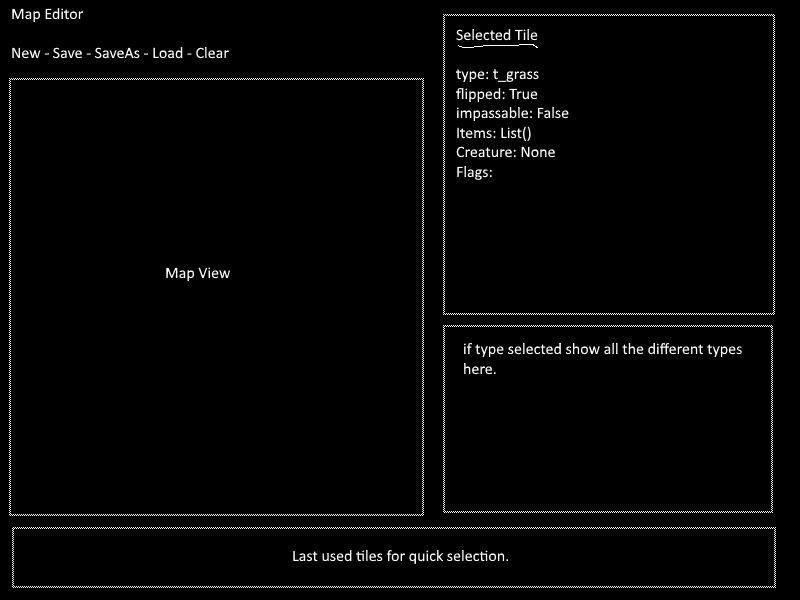 Map Editor
New - Save - SaveAs - Load - Clear
Map View
Selected Tile
type: t_grass
flipped: True
impassable: False
Items: List()
Creature: None
Flags:
if type selected show all the different types
here.
Last used tiles for quick selection.